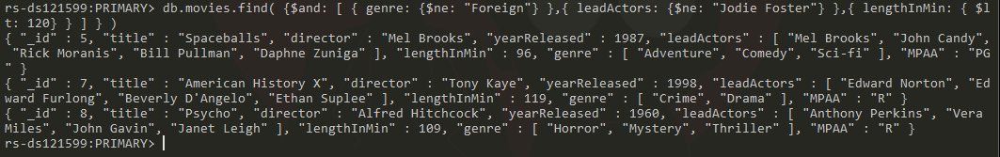 rs-ds121599:PRIMARY> db.movies.find( {$and: [ { genre: {$ne: "Foreign"} },{ leadActors: {$ne: "Jodie Foster"} },{ lengthInMin: { $l
t: 120} } ] } )
{ "_id" : 5, "title" : "Spaceballs", "director" : "Mel Brooks", "yearReleased" : 1987, "leadActors" : [ "Mel Brooks", "John Candy",
"Rick Moranis", "Bill Pullman", "Daphne Zuniga" ], "lengthInMin" : 96, "genre" : [ "Adventure", "Comedy", "Sci-fi" ], "MPAA" : "PG
" }
{ "_id" : 7, "title" : "American History X", "director" : "Tony Kaye", "yearReleased" : 1998, "leadActors" : [ "Edward Norton", "Ed
ward Furlong", "Beverly D'Angelo", "Ethan Suplee" ], "lengthInMin" : 119, "genre" : [ "Crime", "Drama" ], "MPAA" : "R" }
{ "_id" : 8, "title" : "Psycho", "director" : "Alfred Hitchcock", "yearReleased" : 1960, "leadActors" : [ "Anthony Perkins", "Vera
Miles", "John Gavin", "Janet Leigh" ], "lengthInMin" : 109, "genre" : [ "Horror", "Mystery", "Thriller" ], "MPAA" : "R" }
rs-ds121599:PRIMARY>